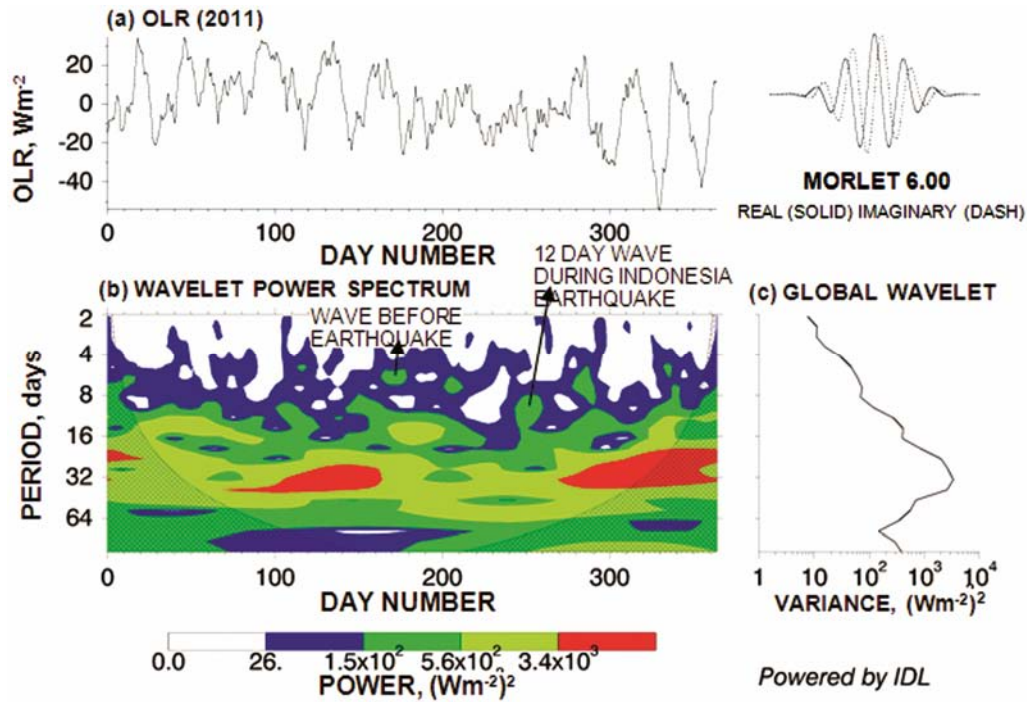 (a) OLR (2011)
OLR, Wm-2
20
0
-20
-40
0
100
200
300
DAY NUMBER
MORLET 6.00
REAL (SOLID) IMAGINARY (DASH)
12 DAY WAVE
DURING INDONESIA
EARTHQUAKE
(b) WAVELET POWER SPECTRUM
WAVE BEFORE
EARTHQUAKE
PERIOD, days
2
4
8
16
32
64
0
100
200
300
DAY NUMBER
(c) GLOBAL WAVELET
1
10
10²
10³
10⁴
VARIANCE, (Wm-2)²
0.0
26.
1.5x10²
5.6x10²
3.4x10³
POWER, (Wm-2)²
Powered by IDL